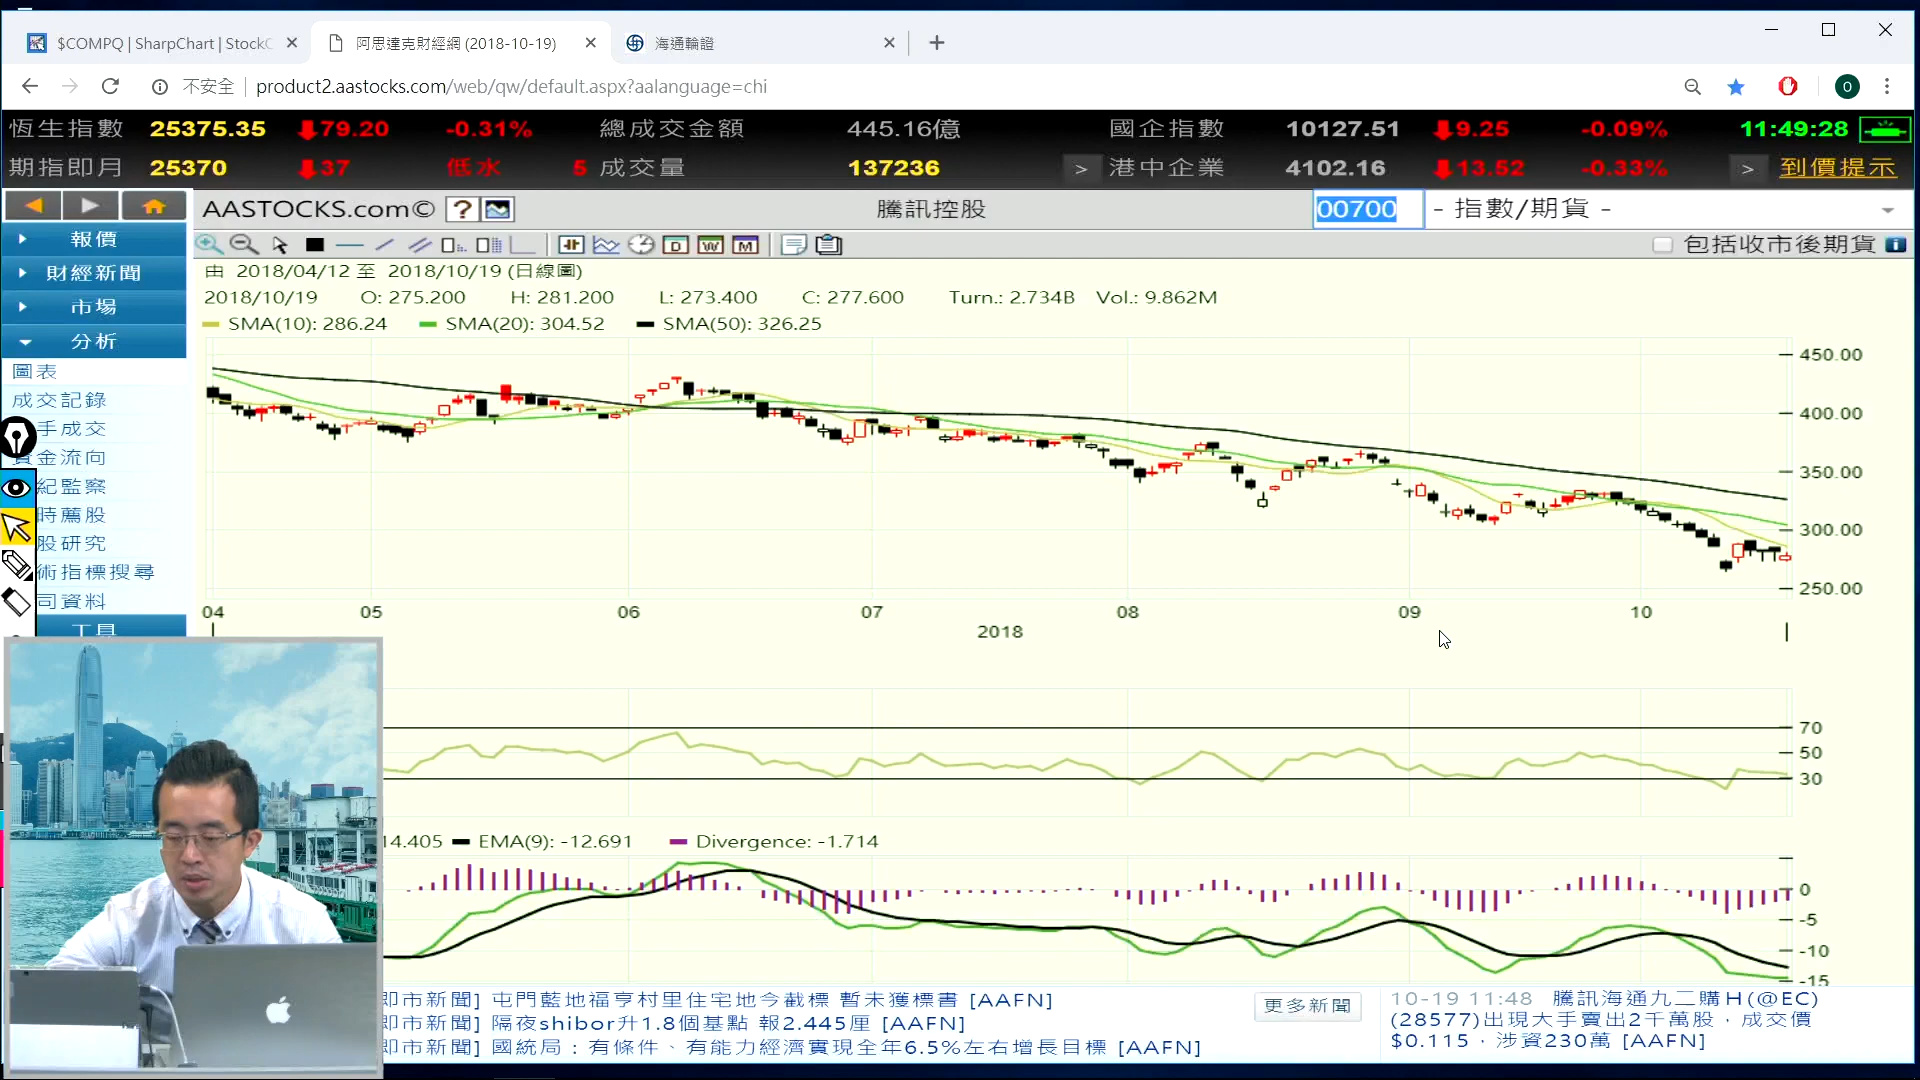 $COMPQ | SharpChart | StockC
阿思達克財經網 (2018-10-19)
海通輪證
不安全
product2.aastocks.com/web/qw/default.aspx?aalanguage=chi
O
恆生指數 25375.35 79.20 -0.31% 總成交金額 445.16億 國企指數 10127.51 9.25 -0.09% 11:49:28
期指即月 25370 37 低水 5 成交量 137236 > 港中企業 4102.16 13.52 -0.33% > 到價提示
AASTOCKS.com© ? 騰訊控股 00700 - 指數/期貨 -
D W M 包括收市後期貨 i
報價
財經新聞
市場
分析
圖表
成交記錄
手成交
金流向
紀監察
時薦股
股研究
術指標搜尋
司資料
工具
由 2018/04/12 至 2018/10/19 (日線圖)
2018/10/19 O: 275.200 H: 281.200 L: 273.400 C: 277.600 Turn.: 2.734B Vol.: 9.862M
SMA(10): 286.24 SMA(20): 304.52 SMA(50): 326.25
450.00
400.00
350.00
300.00
250.00
04 05 06 07 08 09 10
2018
70
50
30
14.405 EMA(9): -12.691 Divergence: -1.714
0
-5
-10
-15
即市新聞] 屯門藍地福亨村里住宅地今截標 暫未獲標書 [AAFN]
即市新聞] 隔夜shibor升1.8個基點 報2.445厘 [AAFN]
即市新聞] 國統局：有條件、有能力經濟實現全年6.5%左右增長目標 [AAFN]
更多新聞
10-19 11:48 騰訊海通九二購H(@EC)
(28577)出現大手賣出2千萬股，成交價
$0.115，涉資230萬 [AAFN]